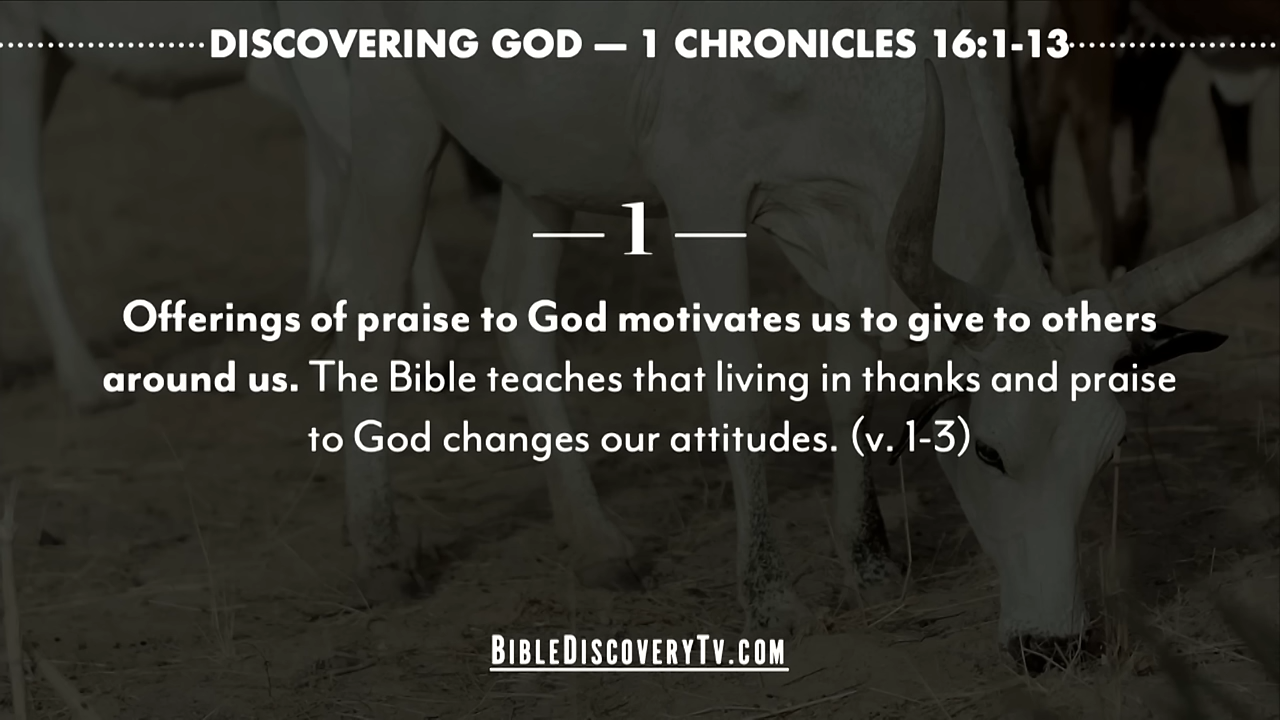 DISCOVERING GOD — 1 CHRONICLES 16:1-13
— 1 —
Offerings of praise to God motivates us to give to others
around us. The Bible teaches that living in thanks and praise
to God changes our attitudes. (v. 1-3)
BIBLEDISCOVERYTV.COM